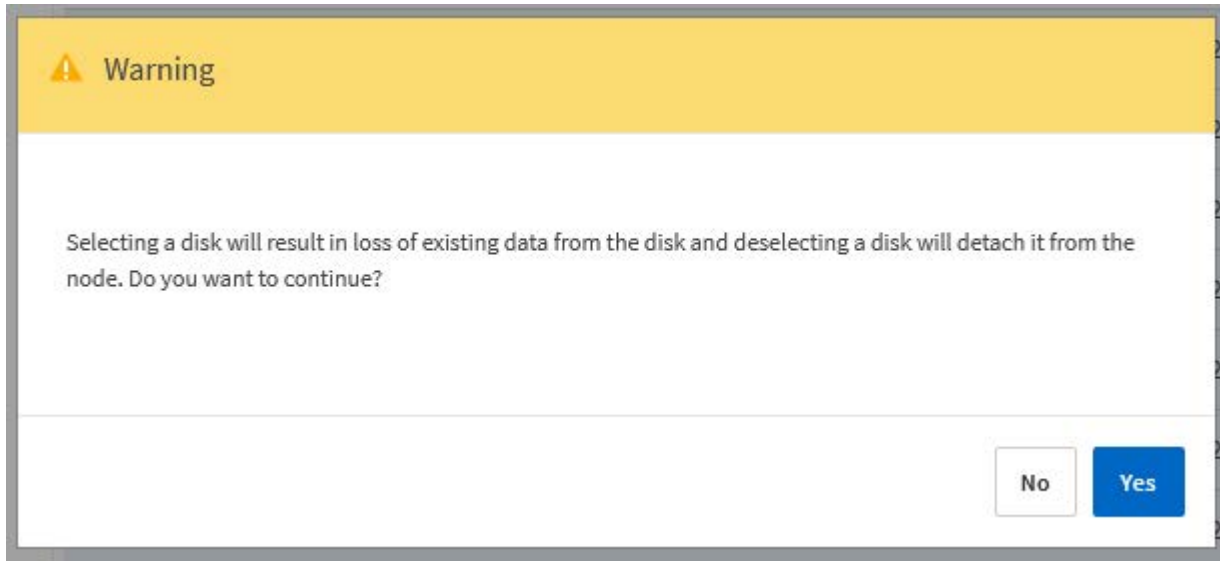 Warning
Selecting a disk will result in loss of existing data from the disk and deselecting a disk will detach it from the
node. Do you want to continue?
No
Yes